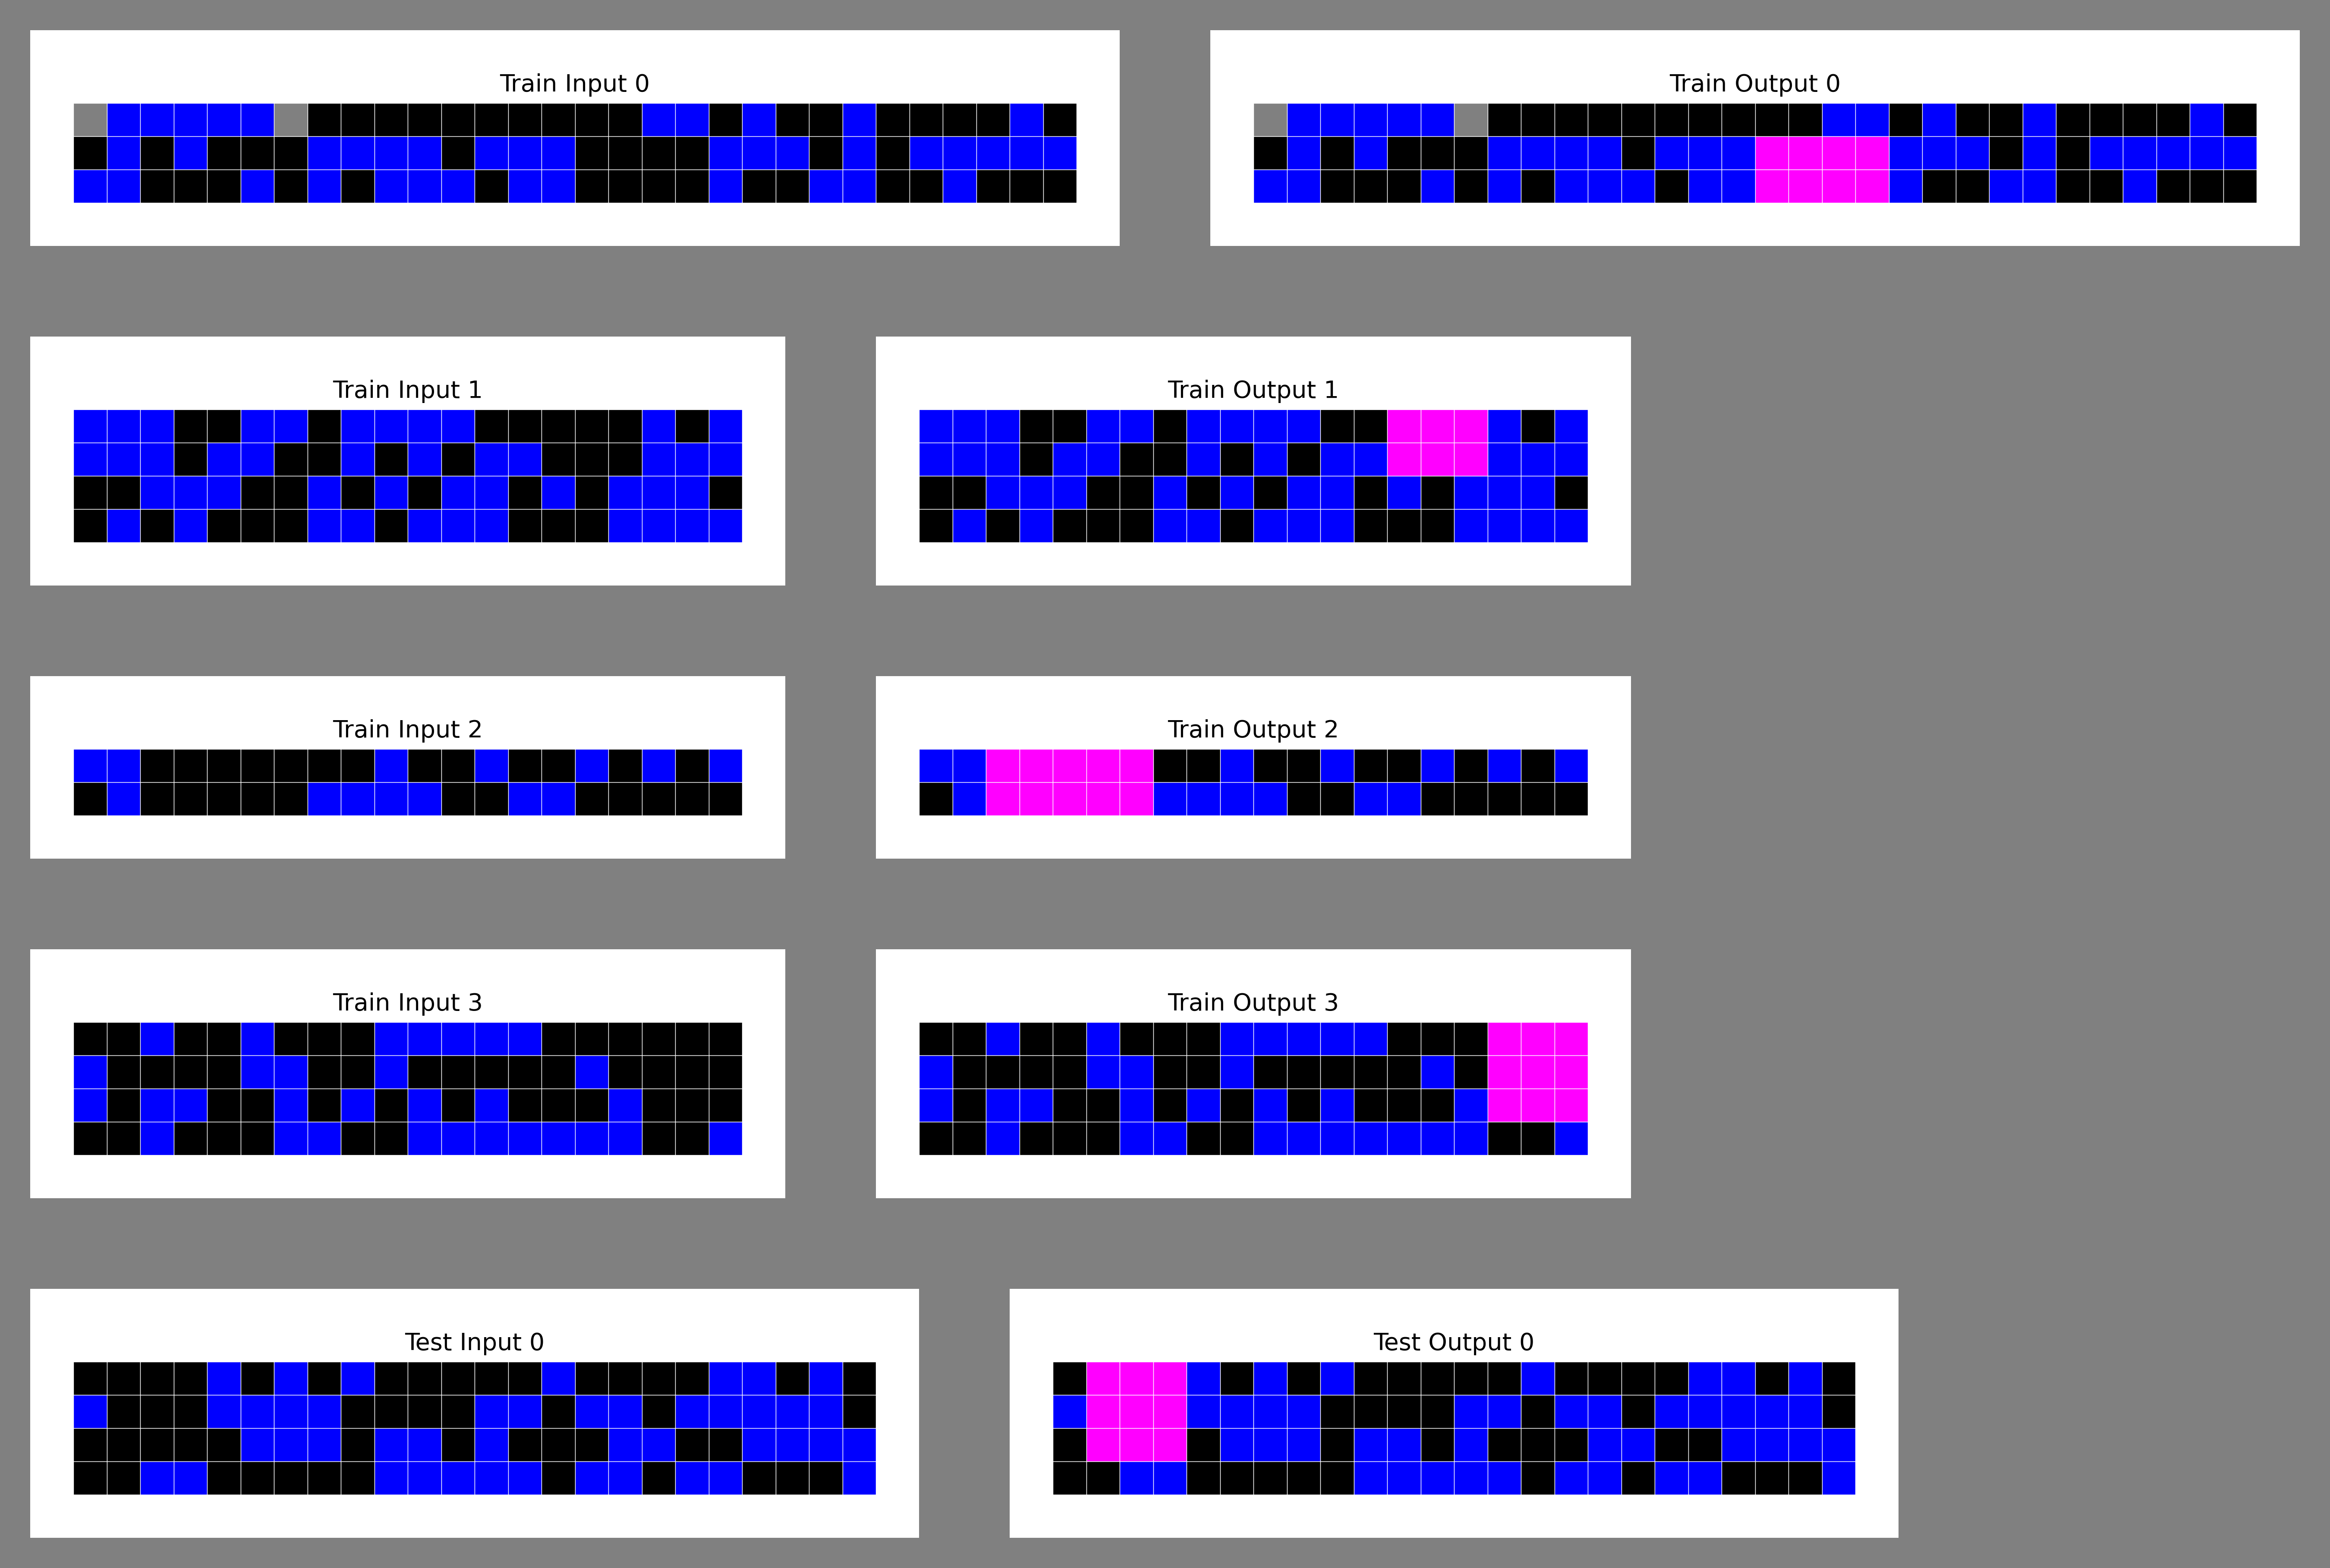 Train Input 0
Train Output 0
Train Input 1
Train Output 1
Train Input 2
Train Output 2
Train Input 3
Train Output 3
Test Input 0
Test Output 0